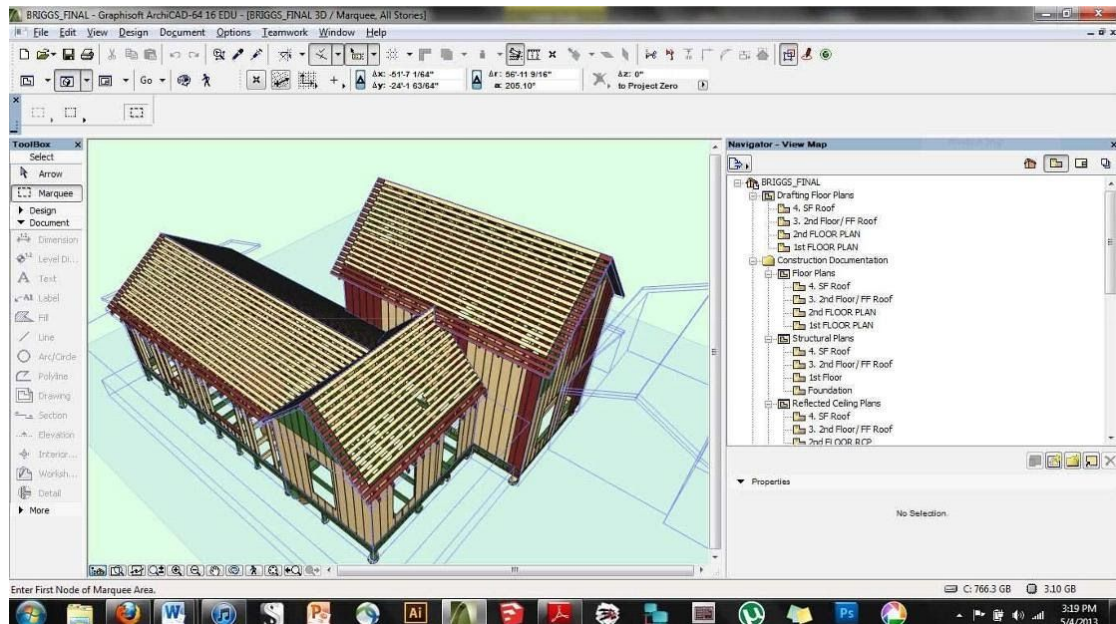 BRIGGS_FINAL - Graphisoft ArchiCAD-64 16 EDU - [BRIGGS_FINAL 3D / Marquee, All Stories]
File Edit View Design Document Options Teamwork Window Help
Go
Δx: -51'-7 1/64"
Δy: -24'-1 63/64"
Δr: 56'-11 9/16"
α: 205.10°
Δz: 0"
to Project Zero
ToolBox
Select
Arrow
Marquee
Design
Document
Dimension
Level Di...
Text
Label
Fill
Line
Arc/Circle
Polyline
Drawing
Section
Elevation
Interior...
Worksh...
Detail
More
Navigator - View Map
BRIGGS_FINAL
Drafting Floor Plans
4. SF Roof
3. 2nd Floor/ FF Roof
2nd FLOOR PLAN
1st FLOOR PLAN
Construction Documentation
Floor Plans
4. SF Roof
3. 2nd Floor/ FF Roof
2nd FLOOR PLAN
1st FLOOR PLAN
Structural Plans
4. SF Roof
3. 2nd Floor/ FF Roof
1st Floor
Foundation
Reflected Ceiling Plans
4. SF Roof
3. 2nd Floor/ FF Roof
2nd FLOOR RCP
Properties
No Selection.
Enter First Node of Marquee Area.
C: 766.3 GB
3.10 GB
Ai
Ps
3:19 PM
5/4/2013